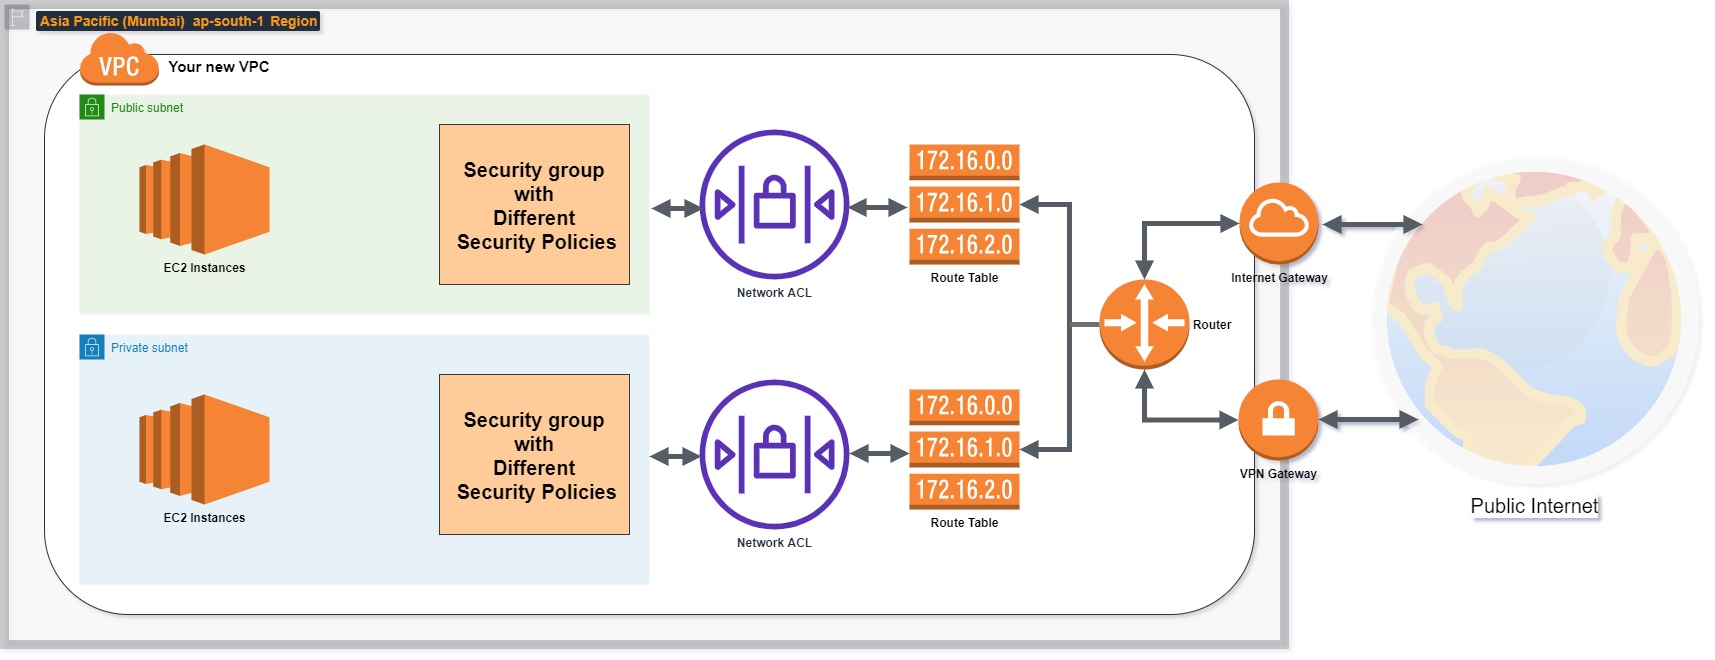 Asia Pacific (Mumbai) ap-south-1 Region
VPC
Your new VPC
Public subnet
EC2 Instances
Security group
with
Different
Security Policies
Network ACL
172.16.0.0
172.16.1.0
172.16.2.0
Route Table
Private subnet
EC2 Instances
Security group
with
Different
Security Policies
Network ACL
172.16.0.0
172.16.1.0
172.16.2.0
Route Table
Router
Internet Gateway
VPN Gateway
Public Internet